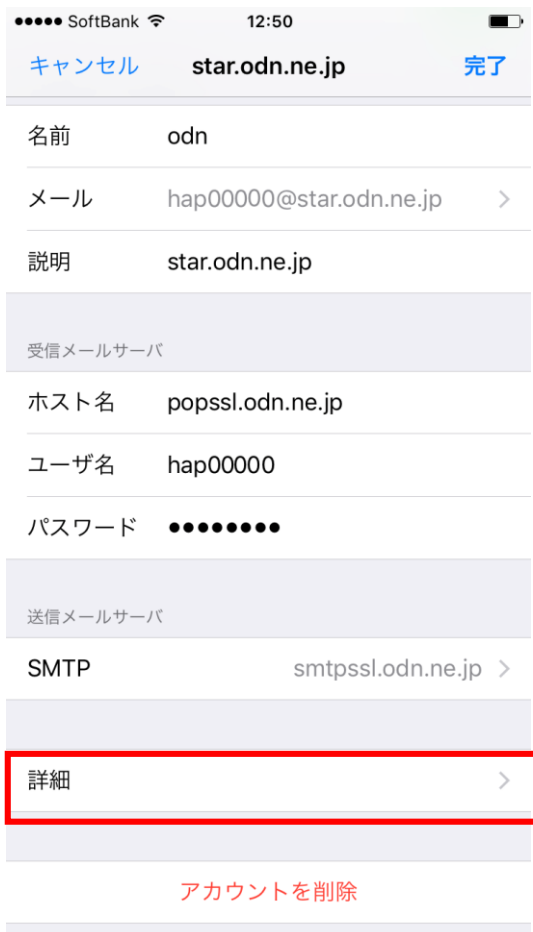 SoftBank 12:50
キャンセル star.odn.ne.jp 完了
名前 odn
メール hap00000@star.odn.ne.jp
説明 star.odn.ne.jp
受信メールサーバ
ホスト名 popssl.odn.ne.jp
ユーザ名 hap00000
パスワード ●●●●●●●●
送信メールサーバ
SMTP smtpssl.odn.ne.jp
詳細
アカウントを削除